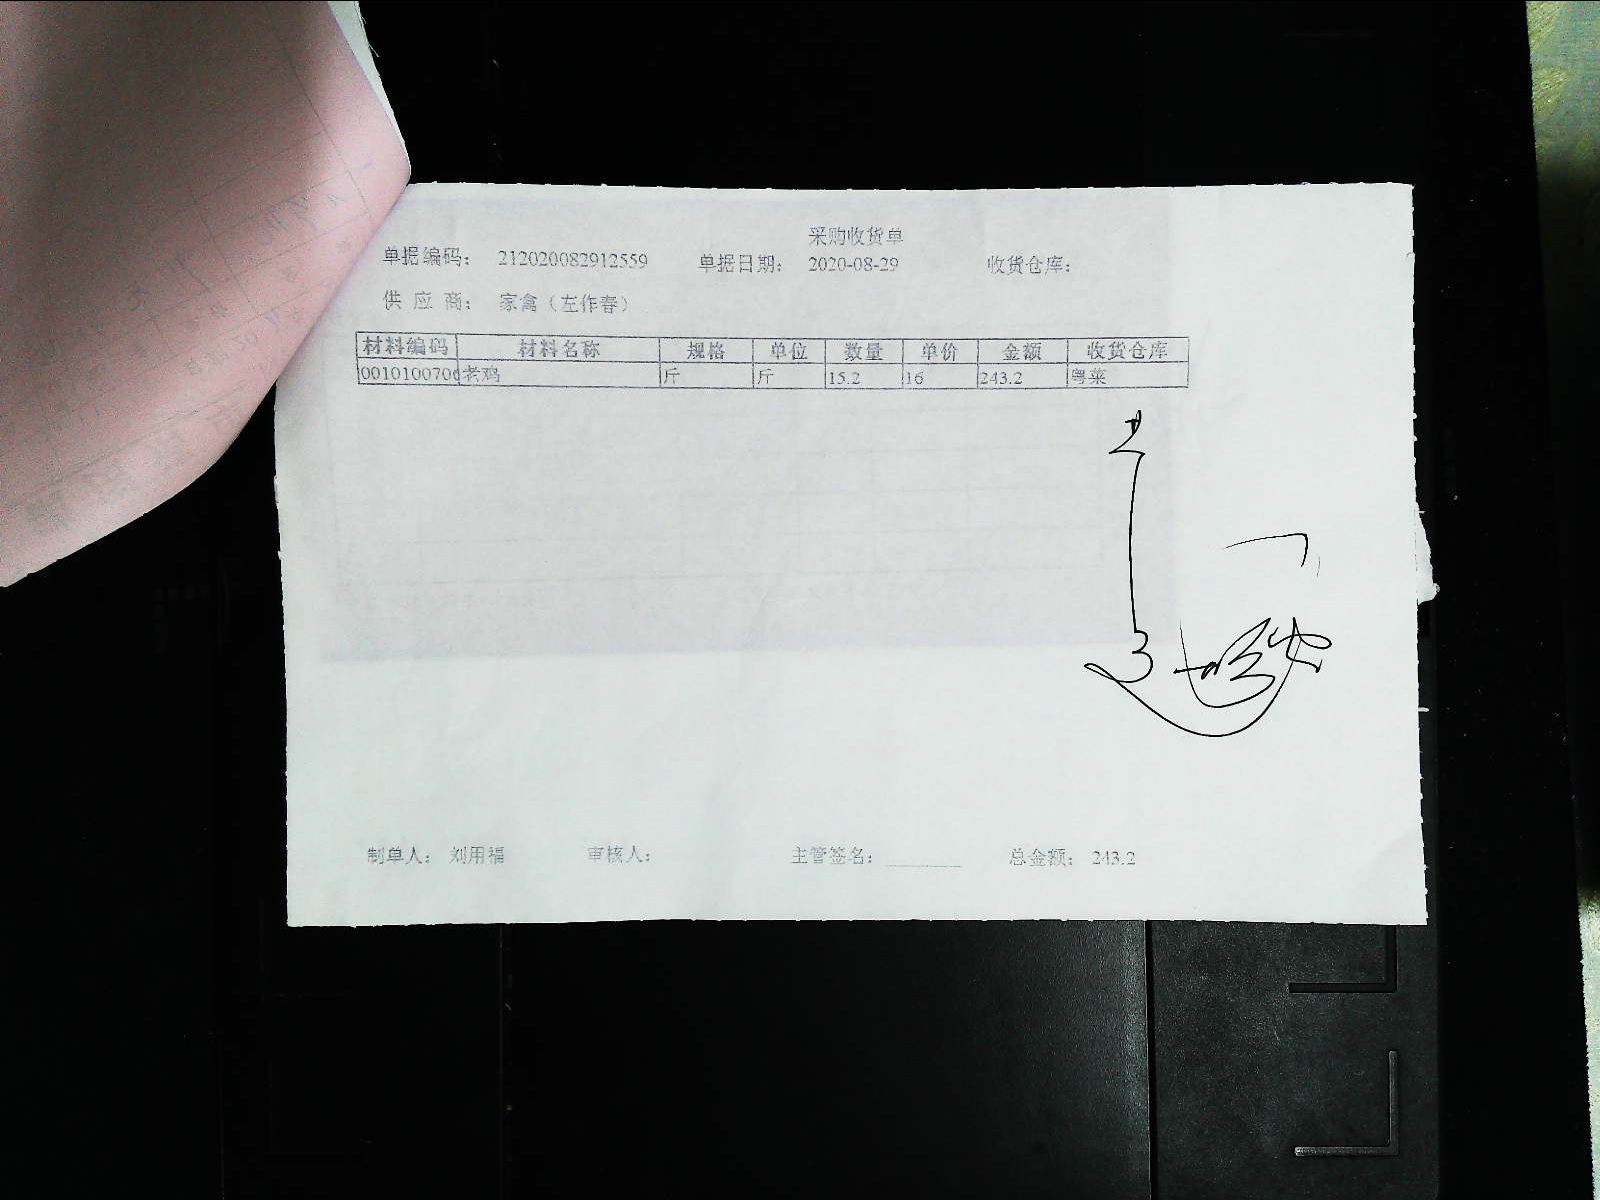 采购收货单
单据编码: 212020082912559 单据日期: 2020-08-29 收货仓库:
供应商: 家禽(左作春)
材料编码 材料名称 规格 单位 数量 单价 金额 收货仓库
001010070 老鸡 斤 斤 15.2 16 243.2 粤菜
制单人: 刘用福 审核人: 主管签名: 总金额: 243.2